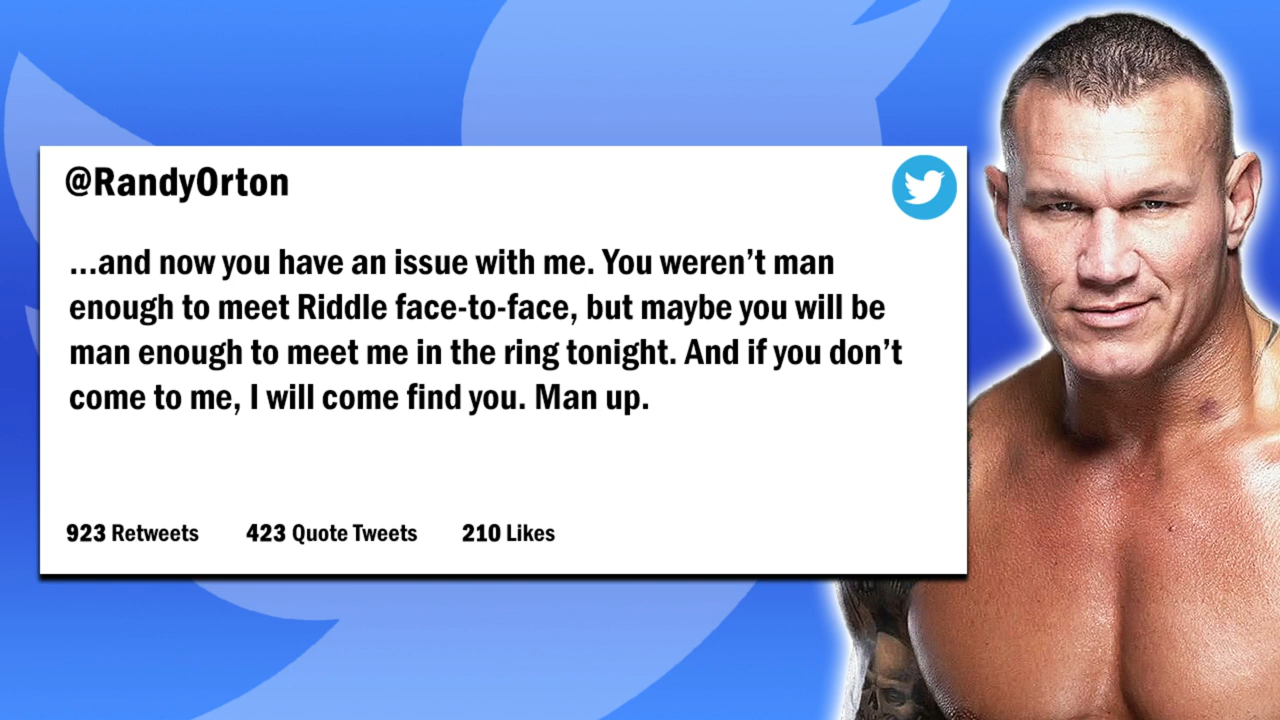 @RandyOrton
...and now you have an issue with me. You weren’t man
enough to meet Riddle face-to-face, but maybe you will be
man enough to meet me in the ring tonight. And if you don’t
come to me, I will come find you. Man up.
923 Retweets 423 Quote Tweets 210 Likes